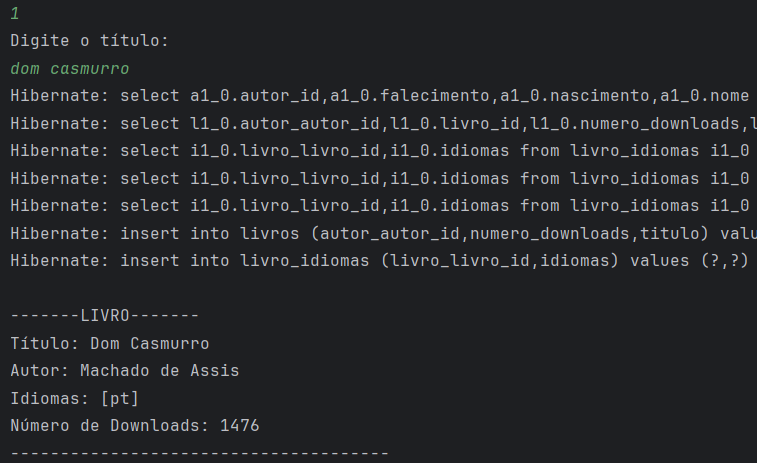 1
Digite o título:
dom casmurro
Hibernate: select a1_0.autor_id,a1_0.falecimento,a1_0.nascimento,a1_0.nome
Hibernate: select l1_0.autor_autor_id,l1_0.livro_id,l1_0.numero_downloads,l
Hibernate: select i1_0.livro_livro_id,i1_0.idiomas from livro_idiomas i1_0
Hibernate: select i1_0.livro_livro_id,i1_0.idiomas from livro_idiomas i1_0
Hibernate: select i1_0.livro_livro_id,i1_0.idiomas from livro_idiomas i1_0
Hibernate: insert into livros (autor_autor_id,numero_downloads,titulo) valu
Hibernate: insert into livro_idiomas (livro_livro_id,idiomas) values (?,?)
-------LIVRO-------
Título: Dom Casmurro
Autor: Machado de Assis
Idiomas: [pt]
Número de Downloads: 1476
--------------------------------------